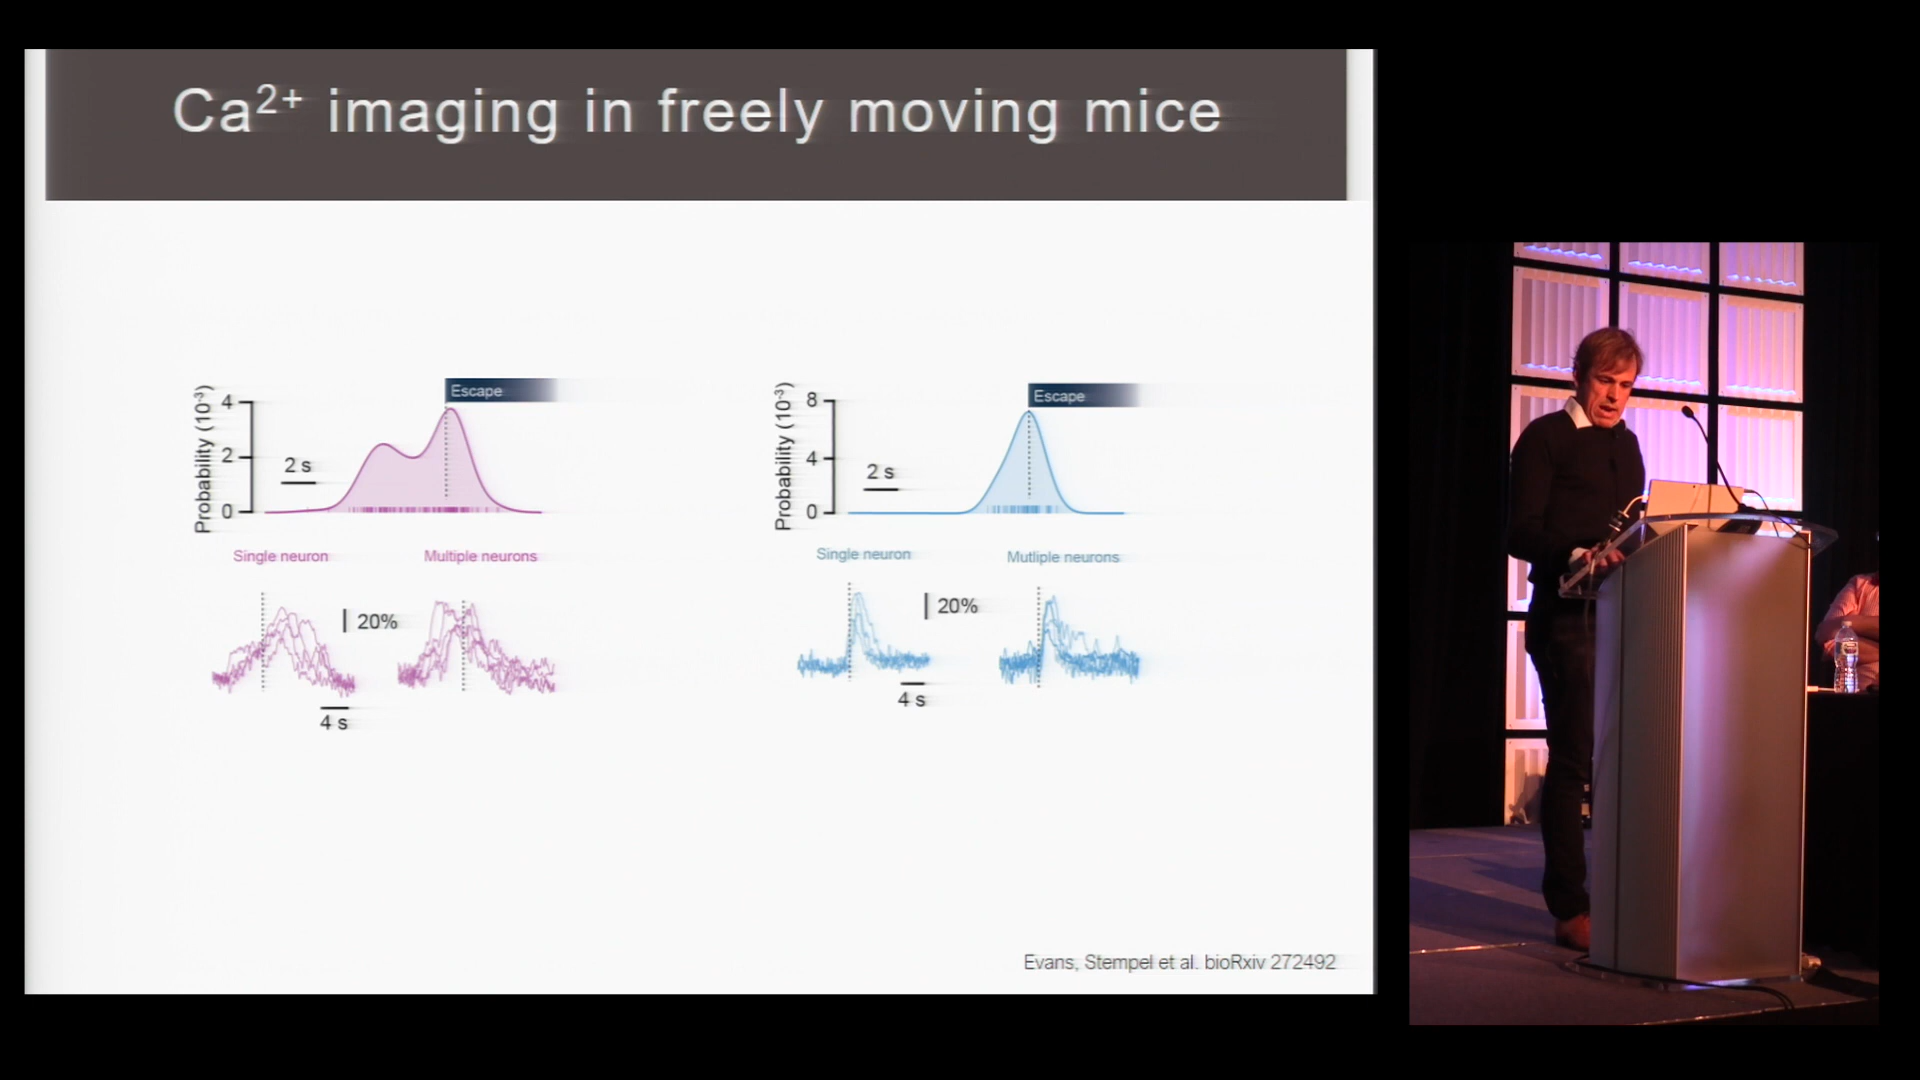 Ca²⁺ imaging in freely moving mice
Probability (10⁻³)
4
2
0
2 s
Escape
Single neuron
Multiple neurons
20%
4 s
Probability (10⁻³)
8
4
0
2 s
Escape
Single neuron
Mutliple neurons
20%
4 s
Evans, Stempel et al. bioRxiv 272492